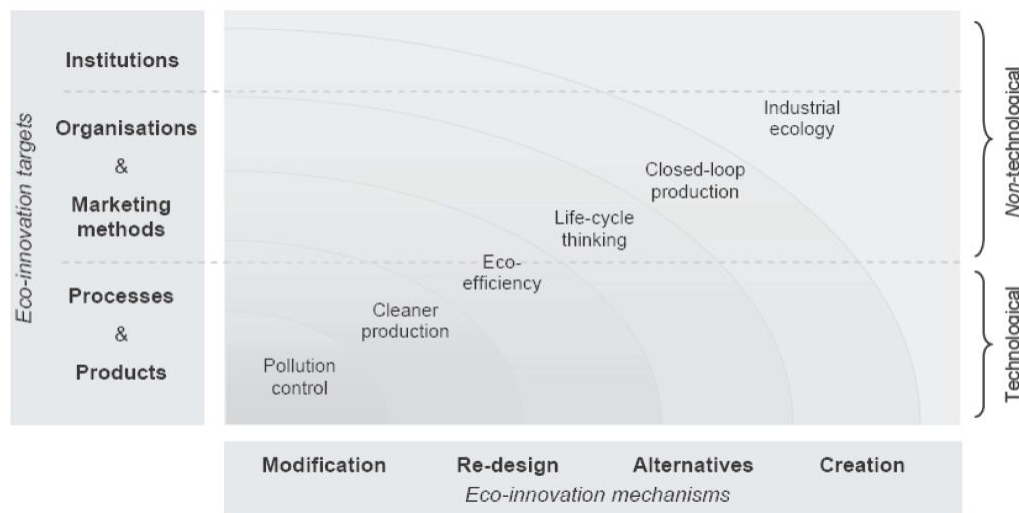 Eco-innovation targets
Institutions
Organisations
&
Marketing
methods
Processes
&
Products
Industrial
ecology
Closed-loop
production
Life-cycle
thinking
Eco-
efficiency
Cleaner
production
Pollution
control
Non-technological
Technological
Modification
Re-design
Alternatives
Creation
Eco-innovation mechanisms